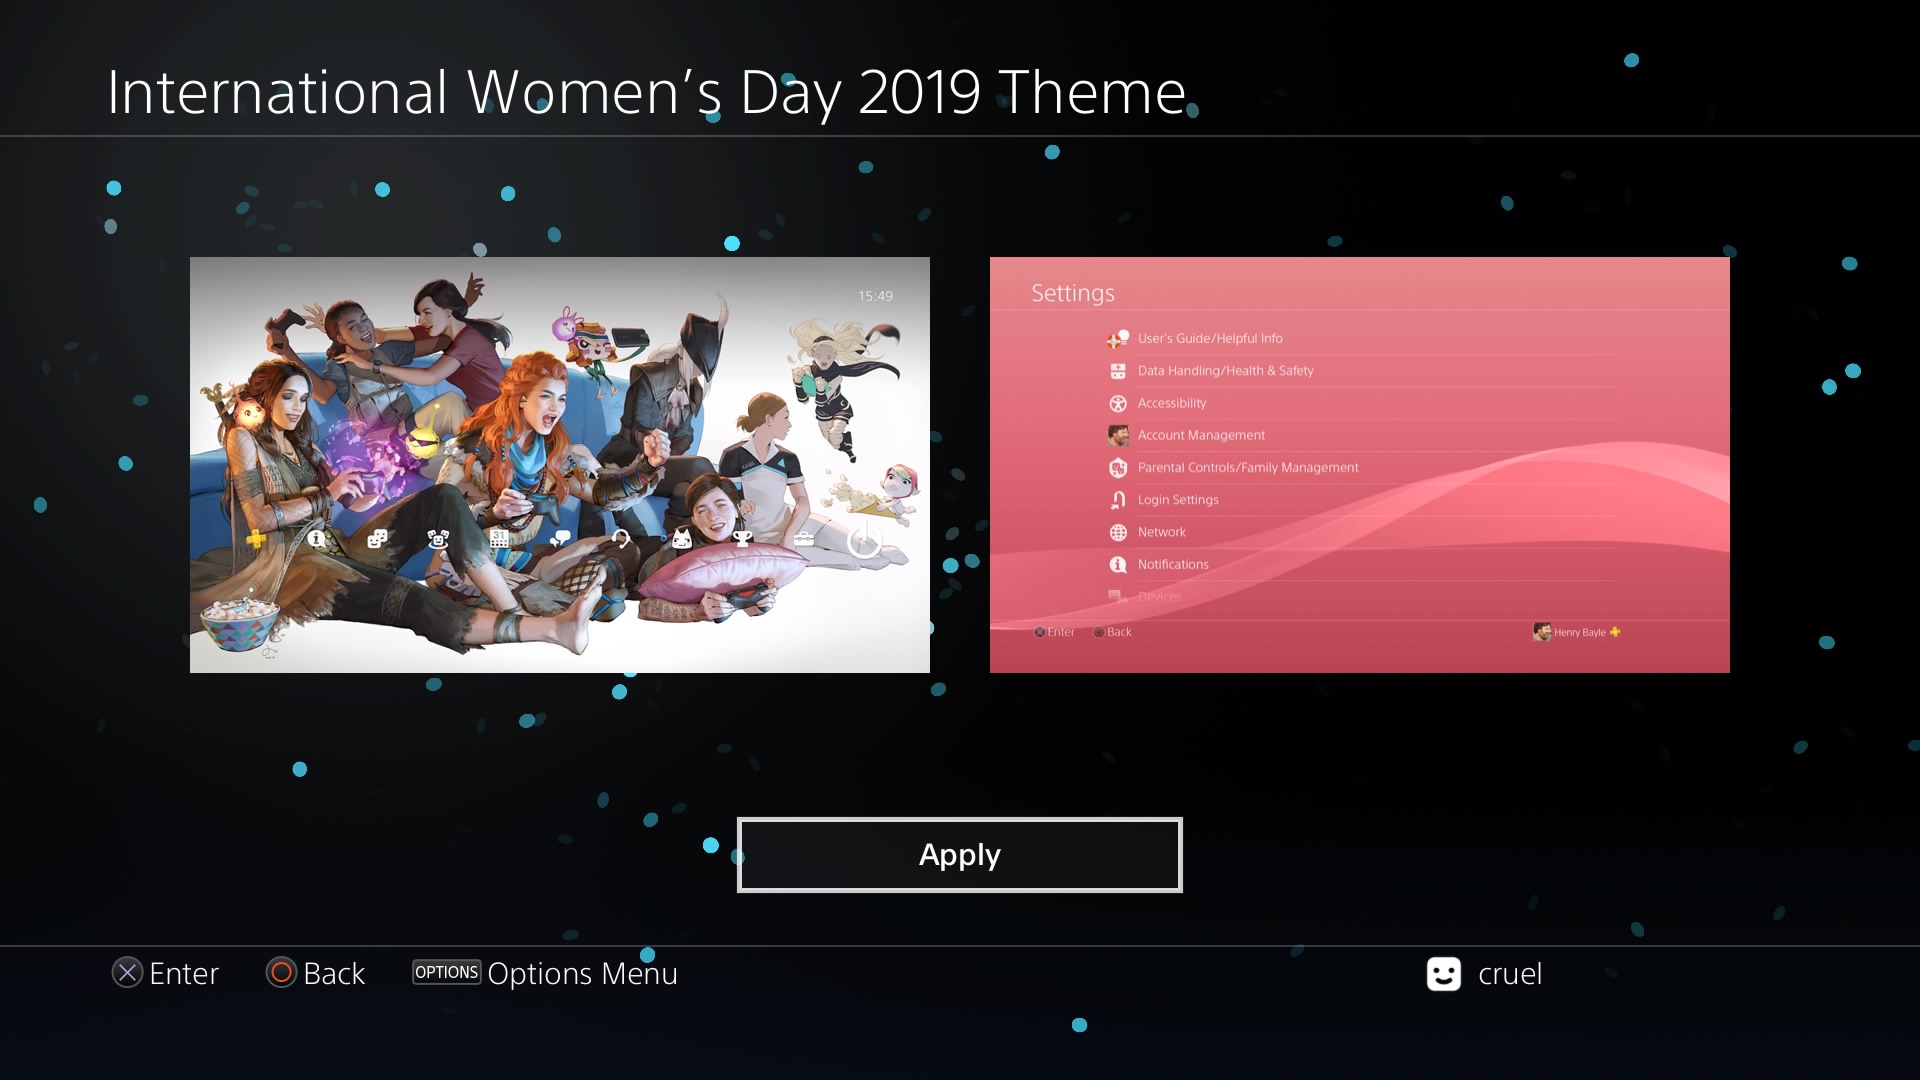 International Women’s Day 2019 Theme
15:49
31
Settings
User's Guide/Helpful Info
Data Handling/Health & Safety
Accessibility
Account Management
Parental Controls/Family Management
Login Settings
Network
Notifications
Devices
Enter
Back
Henry Bayle
Apply
Enter
Back
OPTIONS Options Menu
cruel